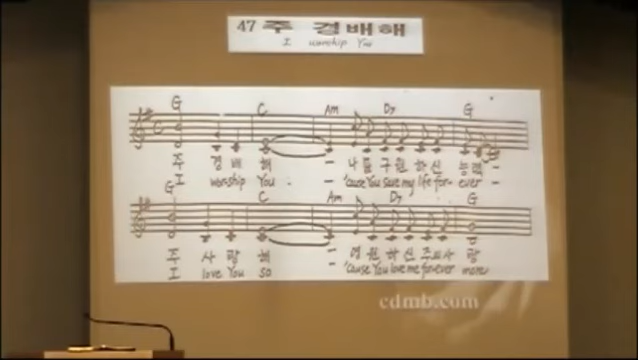 47 주 경배해
I worship You
G C Am D7 G
주 경 배 해 - 나를 구원 하신 능력 -
I worship You - 'cause You save my life for-ever -
G C Am D7 G
주 사 랑 해 - 영원 하신 주의 사랑
I love You so - 'cause You love me forever more
cdmb.com